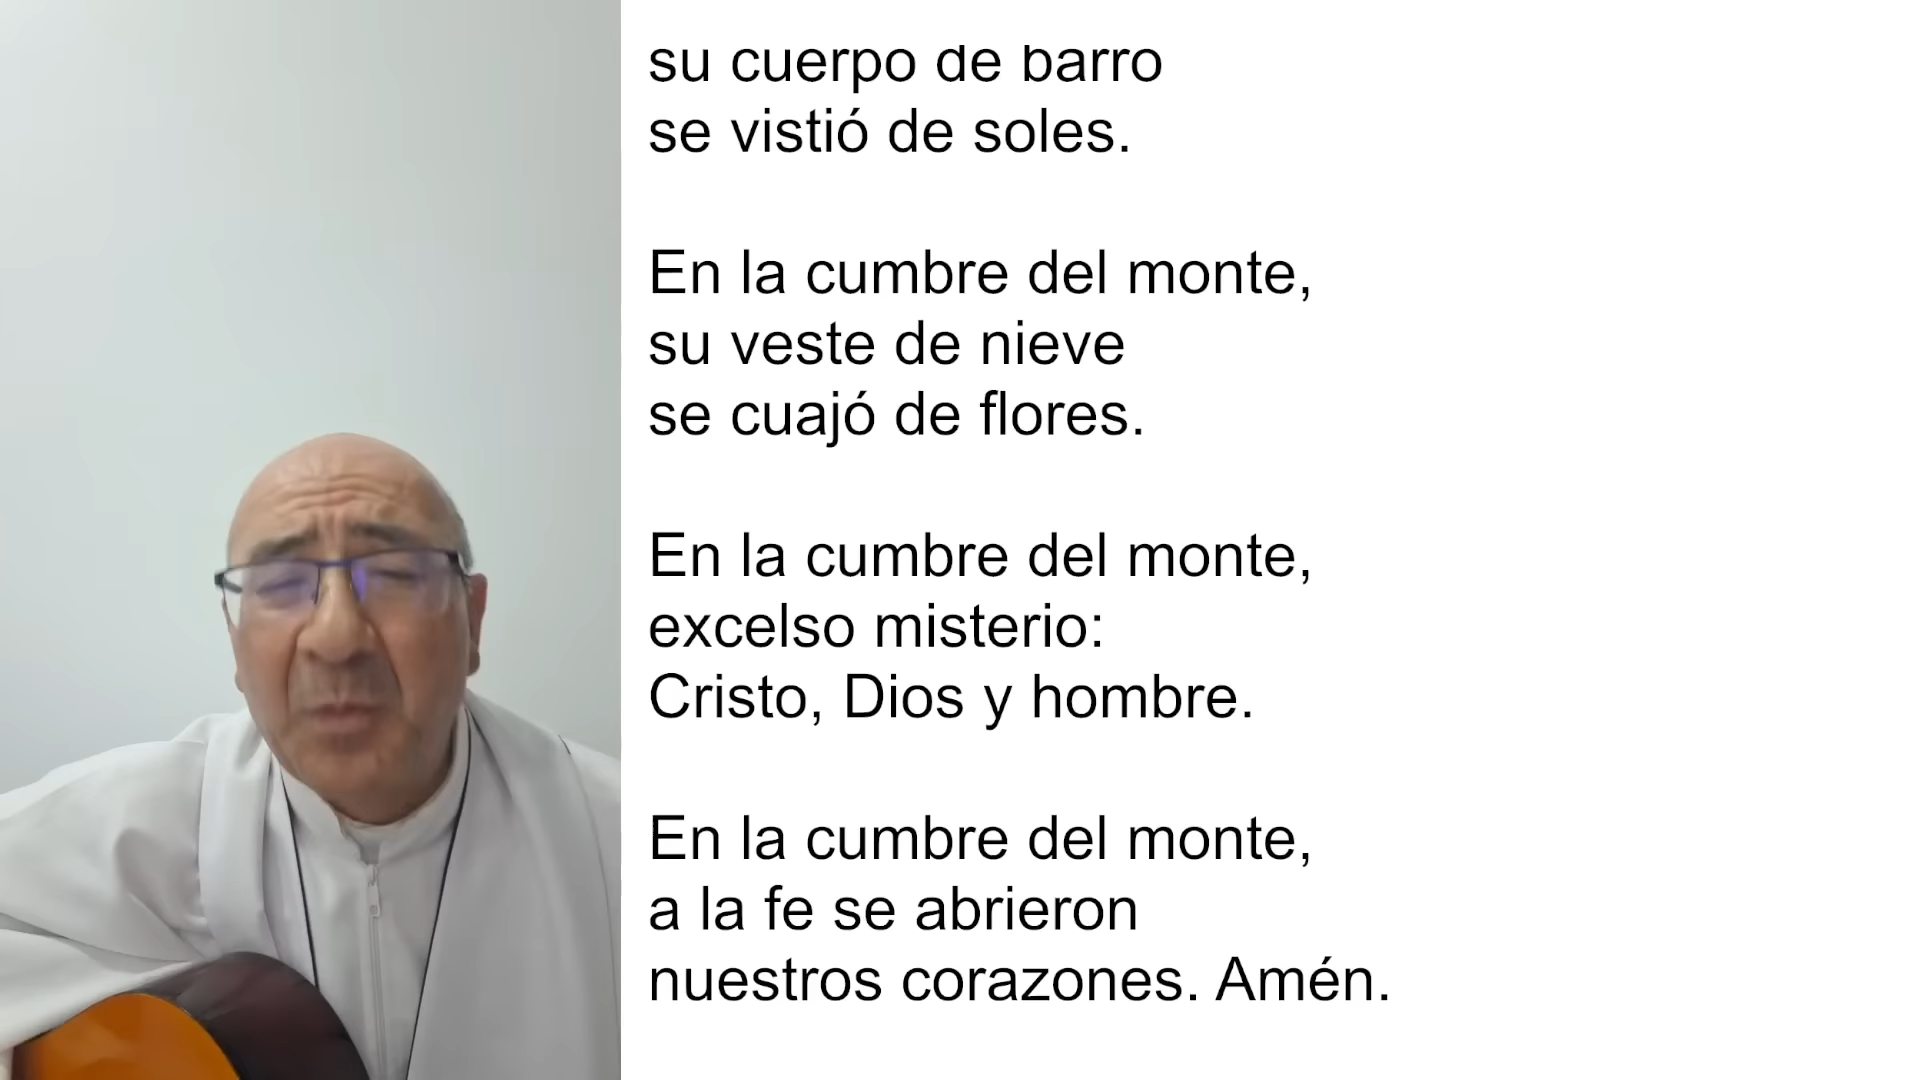 su cuerpo de barro
se vistió de soles.
En la cumbre del monte,
su veste de nieve
se cuajó de flores.
En la cumbre del monte,
excelso misterio:
Cristo, Dios y hombre.
En la cumbre del monte,
a la fe se abrieron
nuestros corazones. Amén.